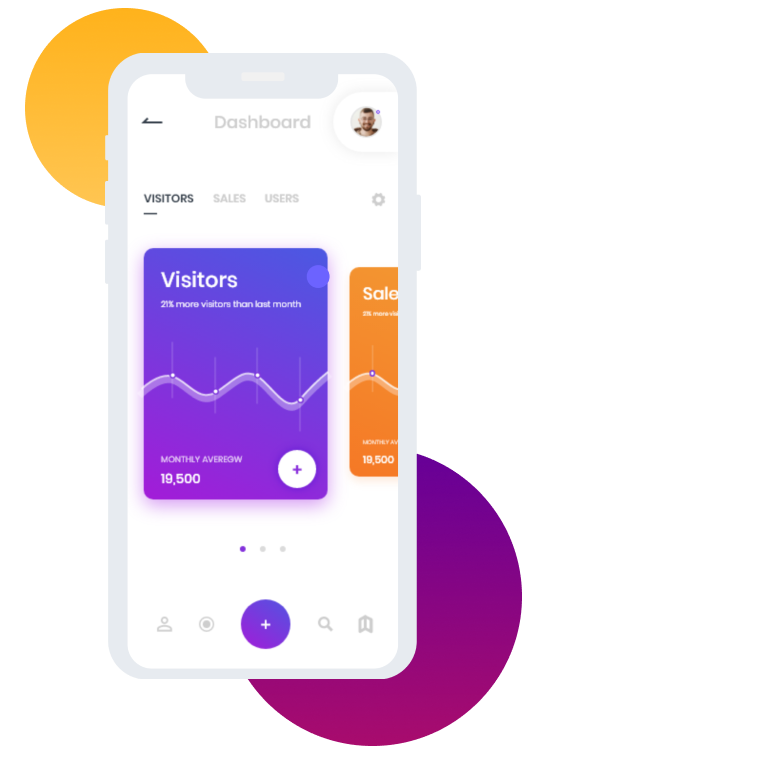 Dashboard
VISITORS SALES USERS
Visitors
21% more visitors than last month
MONTHLY AVEREGW
19,500
Sale
MONTHLY AV
19,500